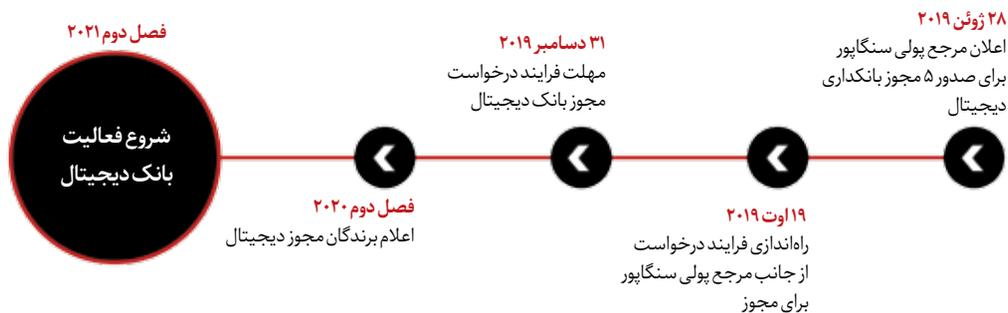 ۲۸ ژوئن ۲۰۱۹
اعلان مرجع پولی سنگاپور
برای صدور ۵ مجوز بانکداری
دیجیتال
۱۹ اوت ۲۰۱۹
راه‌اندازی فرایند درخواست
از جانب مرجع پولی سنگاپور
برای مجوز
۳۱ دسامبر ۲۰۱۹
مهلت فرایند درخواست
مجوز بانک دیجیتال
فصل دوم ۲۰۲۰
اعلام برندگان مجوز دیجیتال
فصل دوم ۲۰۲۱
شروع فعالیت
بانک دیجیتال